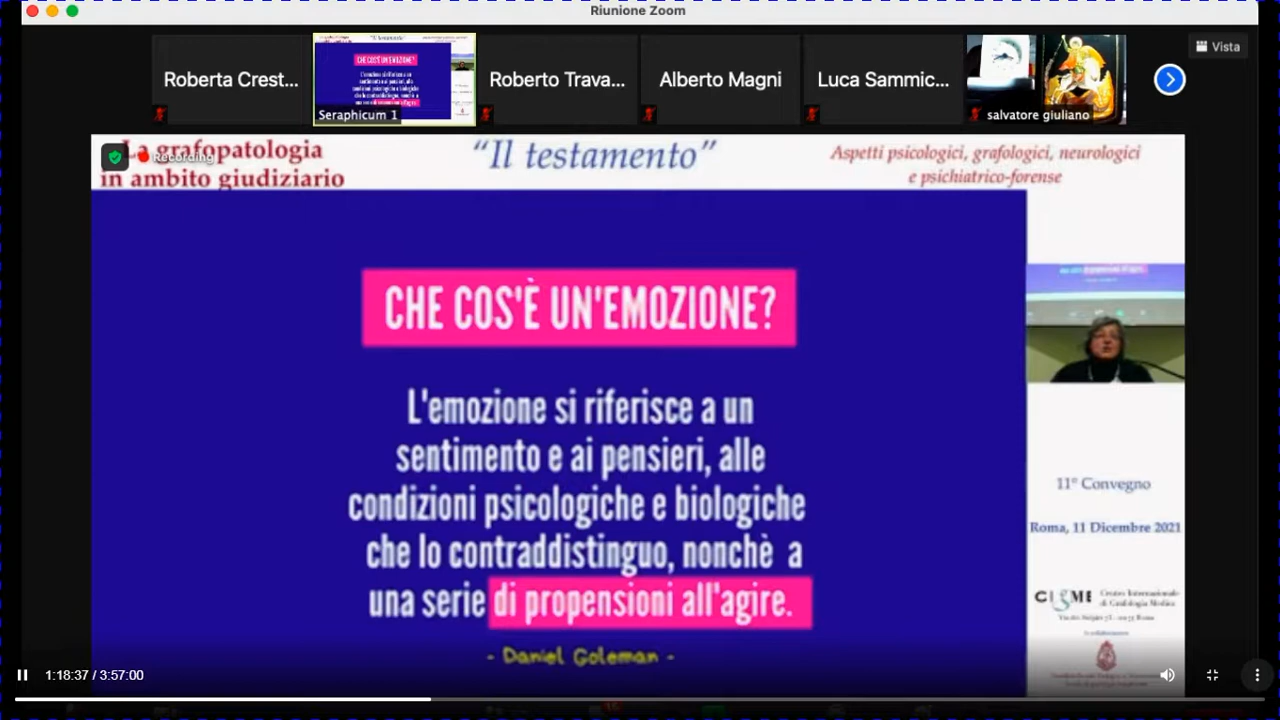 Riunione Zoom
Vista
Roberta Crest...
Seraphicum 1
Roberto Trava...
Alberto Magni
Luca Sammic...
salvatore giuliano
Recording
La grafopatologia
in ambito giudiziario
“Il testamento”
Aspetti psicologici, grafologici, neurologici
e psichiatrico-forense
CHE COS'È UN'EMOZIONE?
L'emozione si riferisce a un
sentimento e ai pensieri, alle
condizioni psicologiche e biologiche
che lo contraddistinguo, nonchè a
una serie di propensioni all'agire.
- Daniel Goleman -
11° Convegno
Roma, 11 Dicembre 2021
CISME Centro Internazionale
di Grafologia Medica
1:18:37 / 3:57:00